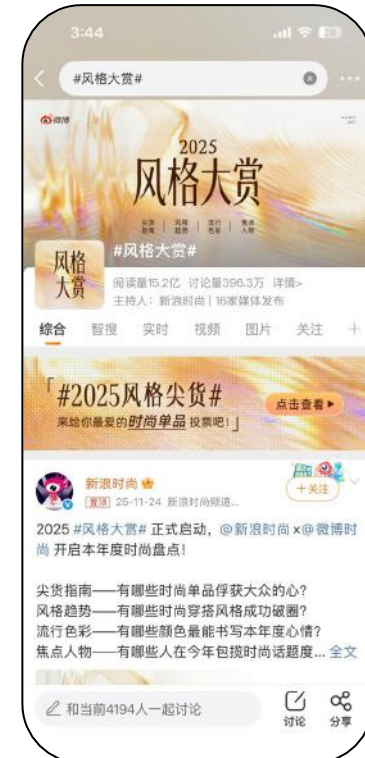 3:44
#风格大赏#
微博
2025
风格大赏
尖货指南 | 风格趋势 | 流行色彩 | 焦点人物
风格大赏
#风格大赏#
阅读量15.2亿 讨论量396.3万 详情>
主持人：新浪时尚 | 16家媒体发布
综合 智搜 实时 视频 图片 关注
「#2025风格尖货#
来给你最爱的时尚单品 投票吧！」
点击查看
新浪时尚
置顶 25-11-24 新浪时尚频道...
+关注
2025 #风格大赏# 正式启动，@新浪时尚 x@微博时
尚 开启本年度时尚盘点！
尖货指南——有哪些时尚单品俘获大众的心？
风格趋势——有哪些时尚穿搭风格成功破圈？
流行色彩——有哪些颜色最能书写本年度心情？
焦点人物——有哪些人在今年包揽时尚话题度... 全文
和当前4194人一起讨论
讨论
分享